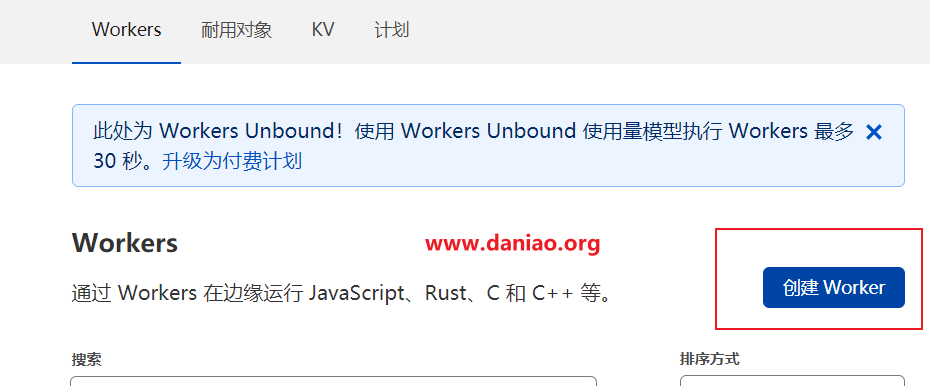 Workers 耐用对象 KV 计划
此处为 Workers Unbound！使用 Workers Unbound 使用量模型执行 Workers 最多
30 秒。升级为付费计划
Workers
www.daniao.org
通过 Workers 在边缘运行 JavaScript、Rust、C 和 C++ 等。
创建 Worker
搜索
排序方式